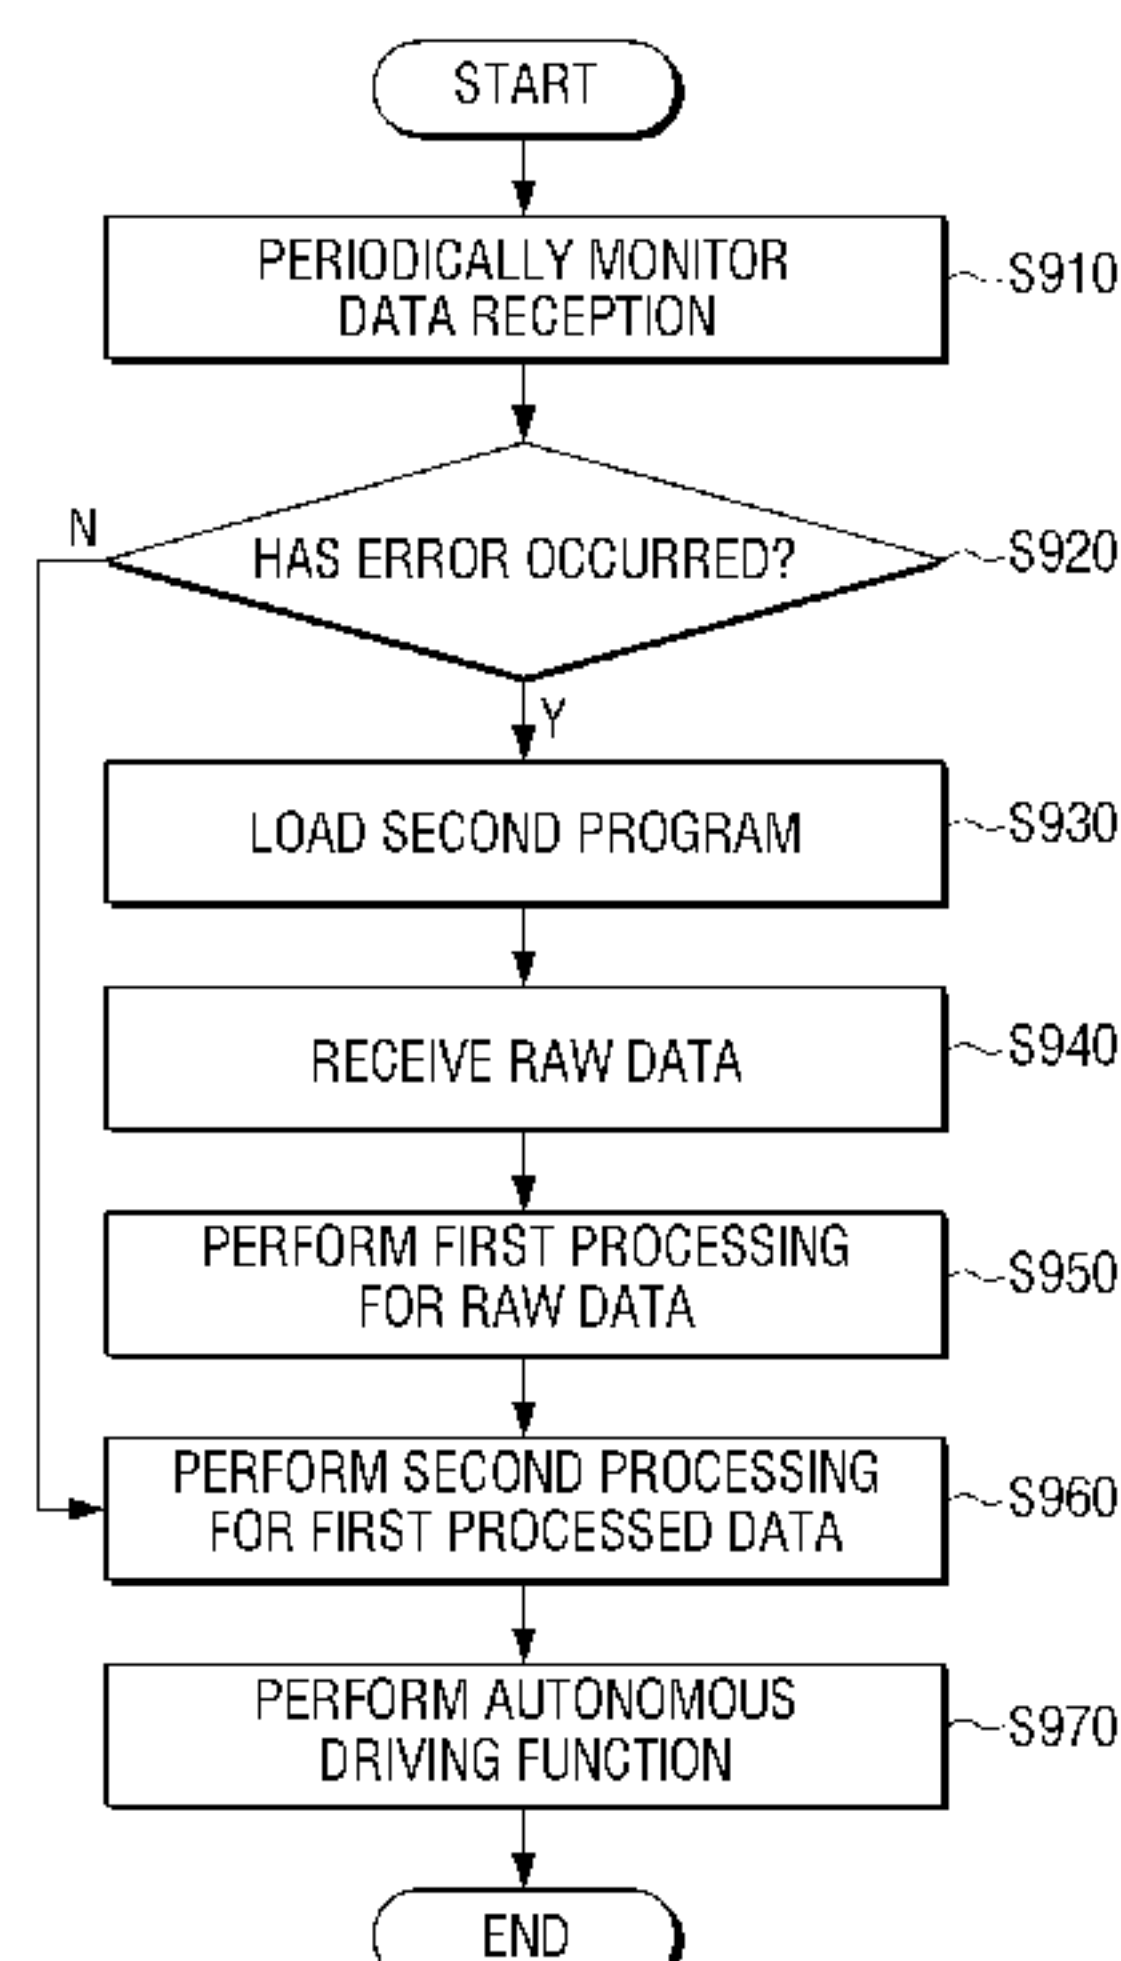 START
PERIODICALLY MONITOR
DATA RECEPTION
S910
HAS ERROR OCCURRED?
S920
N
Y
LOAD SECOND PROGRAM
S930
RECEIVE RAW DATA
S940
PERFORM FIRST PROCESSING
FOR RAW DATA
S950
PERFORM SECOND PROCESSING
FOR FIRST PROCESSED DATA
S960
PERFORM AUTONOMOUS
DRIVING FUNCTION
S970
END